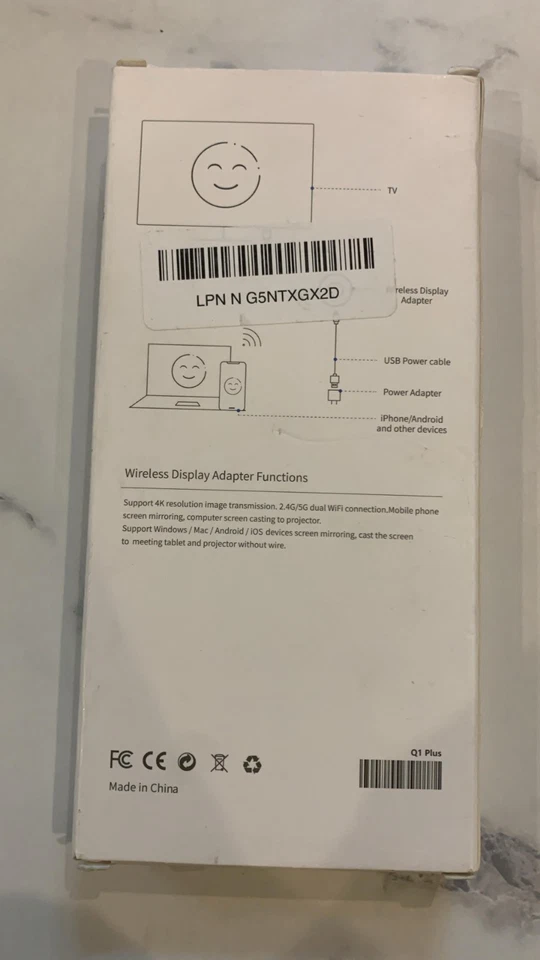 TV
LPN N G5NTXGX2D
Display
Adapter
USB Power cable
Power Adapter
iPhone/Android
and other devices
Wireless Display Adapter Functions
Support 4K resolution image transmission. 2.4G/5G dual WiFi connection.Mobile phone
screen mirroring, computer screen casting to projector.
Support Windows / Mac / Android / iOS devices screen mirroring, cast the screen
to meeting tablet and projector without wire.
Q1 Plus
FC CE
Made in China